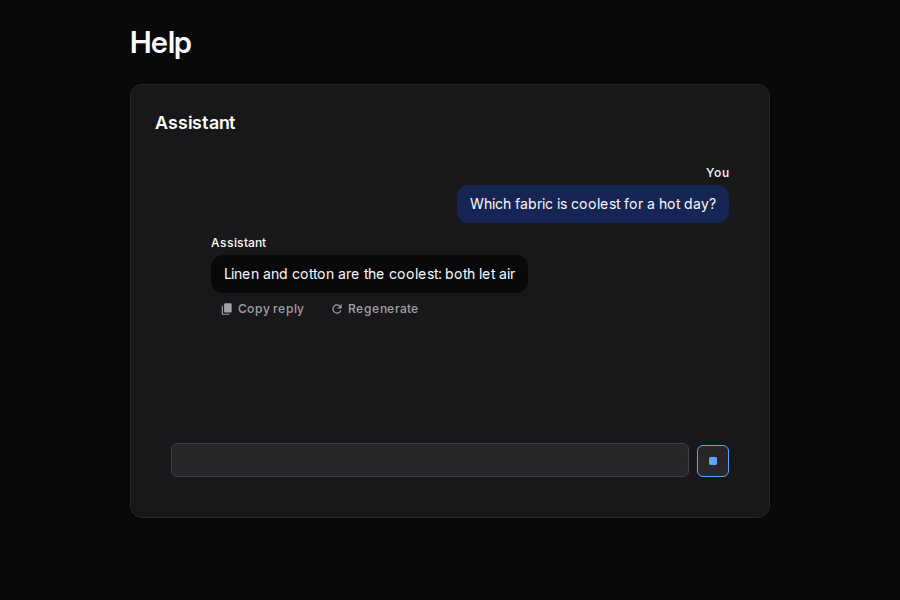 Help
Assistant
You
Which fabric is coolest for a hot day?
Assistant
Linen and cotton are the coolest: both let air
Copy reply
Regenerate